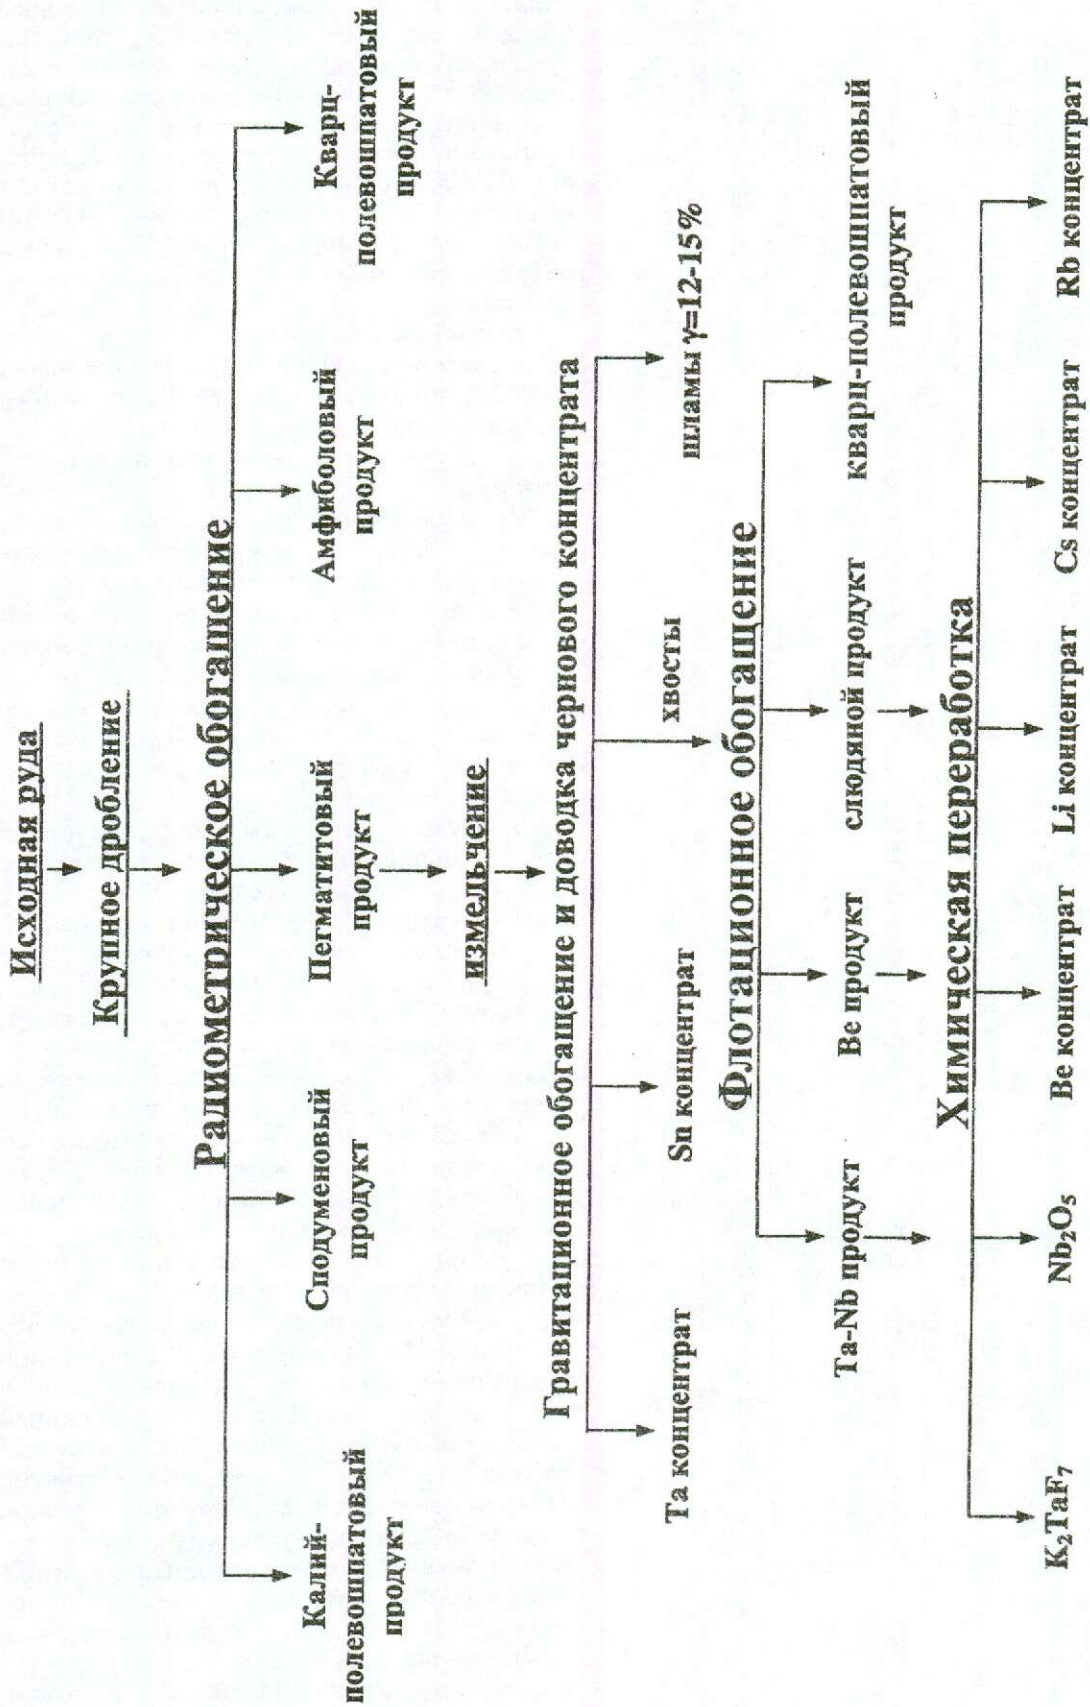 Исходная руда
Крупное дробление
Радиометрическое обогащение
Калий-
полевошпатовый
продукт
Сподуменовый
продукт
Пегматитовый
продукт
Амфиболовый
продукт
Кварц-
полевошпатовый
продукт
измельчение
Гравитационное обогащение и доводка чернового концентрата
Ta концентрат
Sn концентрат
хвосты
шламы γ=12-15%
Флотационное обогащение
Ta-Nb продукт
Be продукт
слюдяной продукт
кварц-полевошпатовый
продукт
Химическая переработка
K₂TaF₇
Nb₂O₅
Be концентрат
Li концентрат
Cs концентрат
Rb концентрат